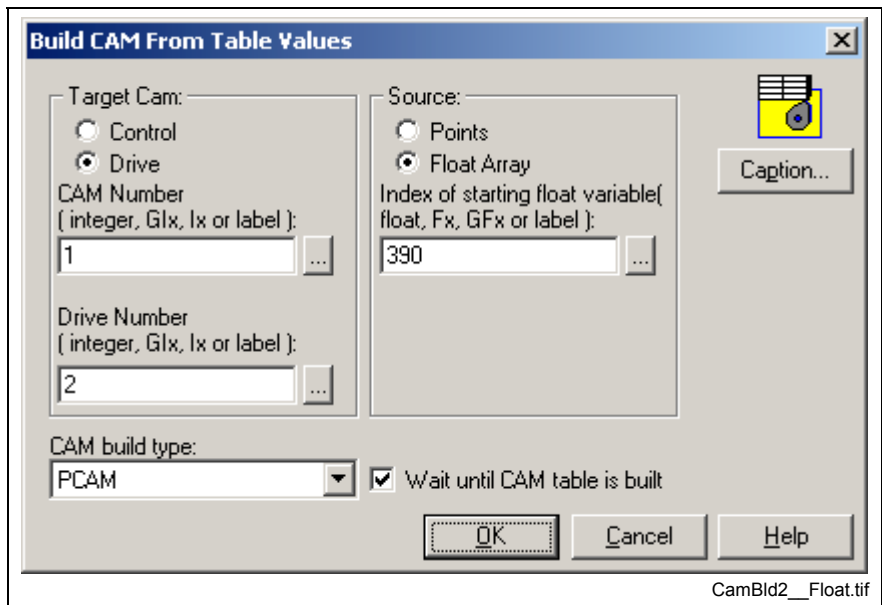 Build CAM From Table Values
Target Cam:
Control
Drive
CAM Number
( integer, GIx, Ix or label ):
1
...
Drive Number
( integer, GIx, Ix or label ):
2
...
Source:
Points
Float Array
Index of starting float variable(
float, Fx, GFx or label ):
390
...
Caption...
CAM build type:
PCAM
Wait until CAM table is built
OK
Cancel
Help
CamBld2__Float.tif